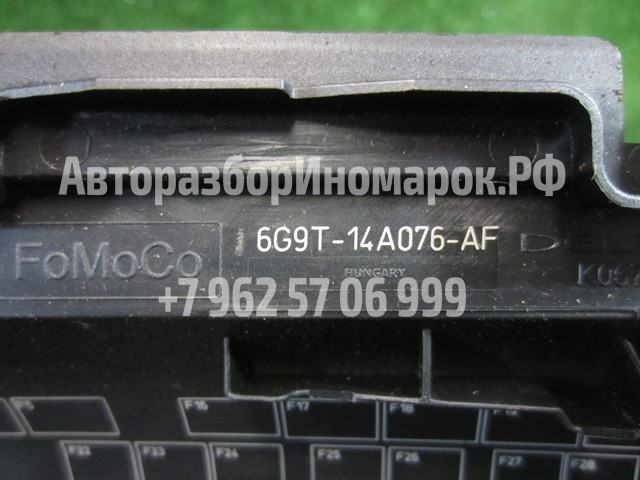 АвторазборИномарок.РФ
6G9T-14A076-AF
FoMoCo
HUNGARY
+7 962 57 06 999
F16 F17 F18
F22 F23 F24 F25 F26 F27 F28